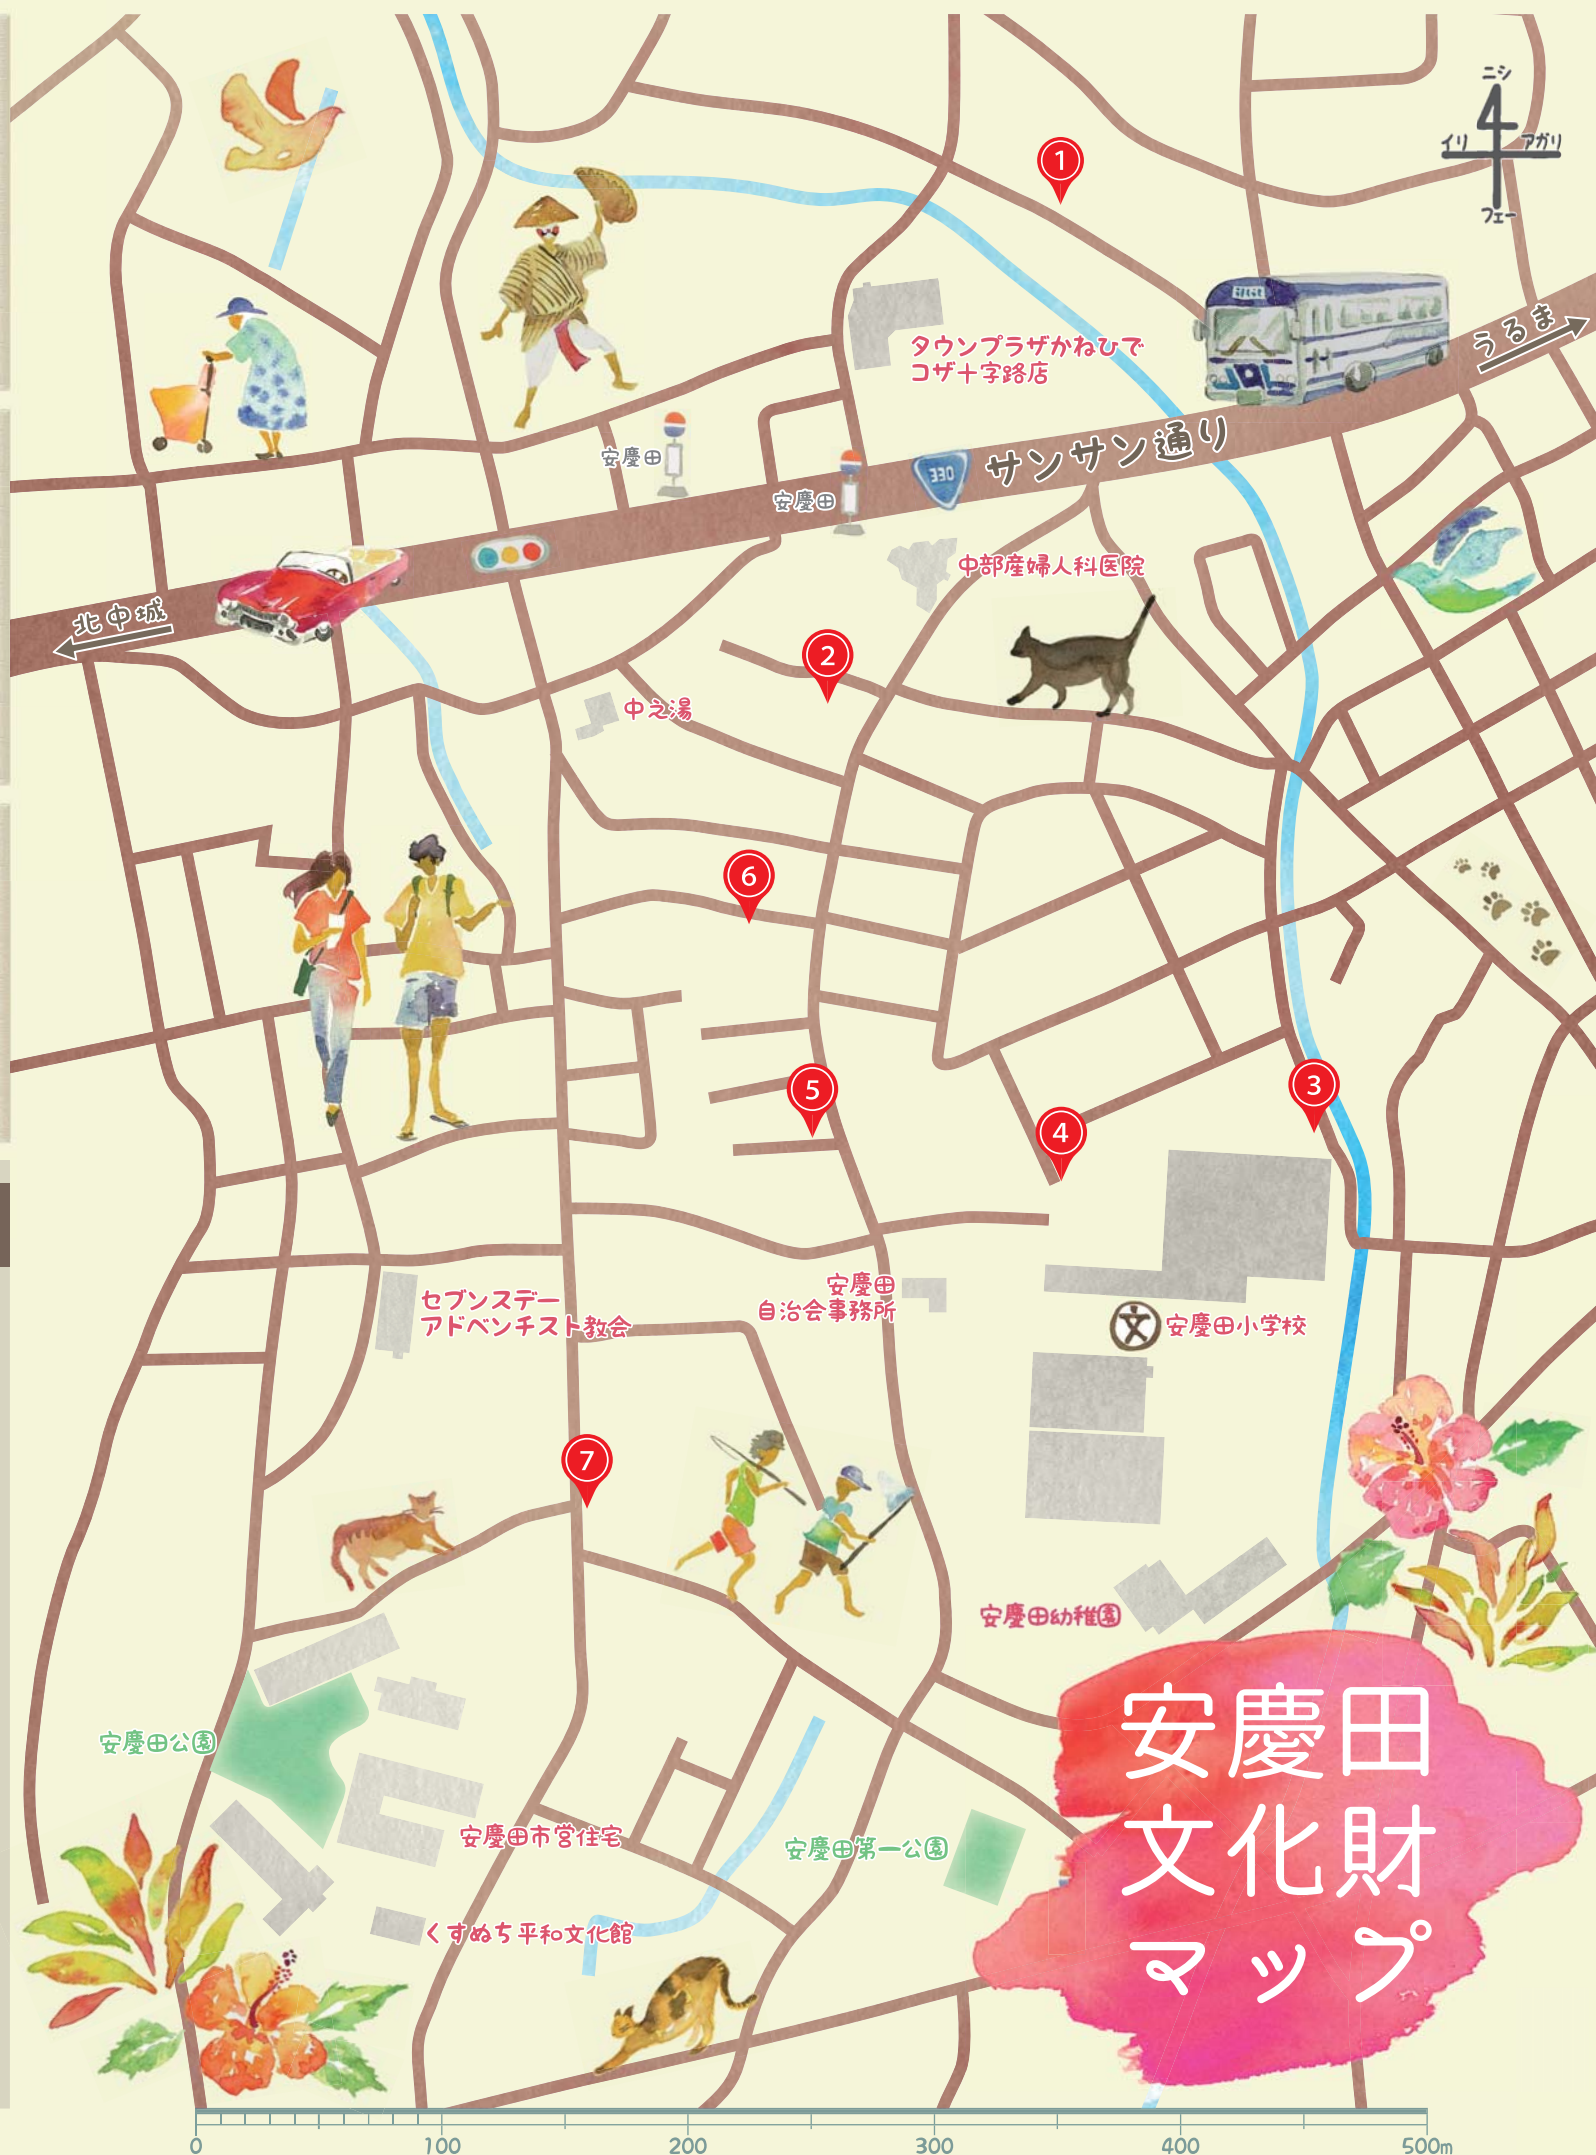 ニシ
イリ
アガリ
フェー
1
タウンプラザかねひで
コザ十字路店
うるま
サンサン通り
330
安慶田
安慶田
中部産婦人科医院
北中城
2
中之湯
6
5
3
4
セブンスデー
アドベンチスト教会
安慶田
自治会事務所
安慶田小学校
7
安慶田幼稚園
安慶田公園
安慶田市営住宅
安慶田第一公園
くすぬち平和文化館
安慶田
文化財
マップ
0 100 200 300 400 500m